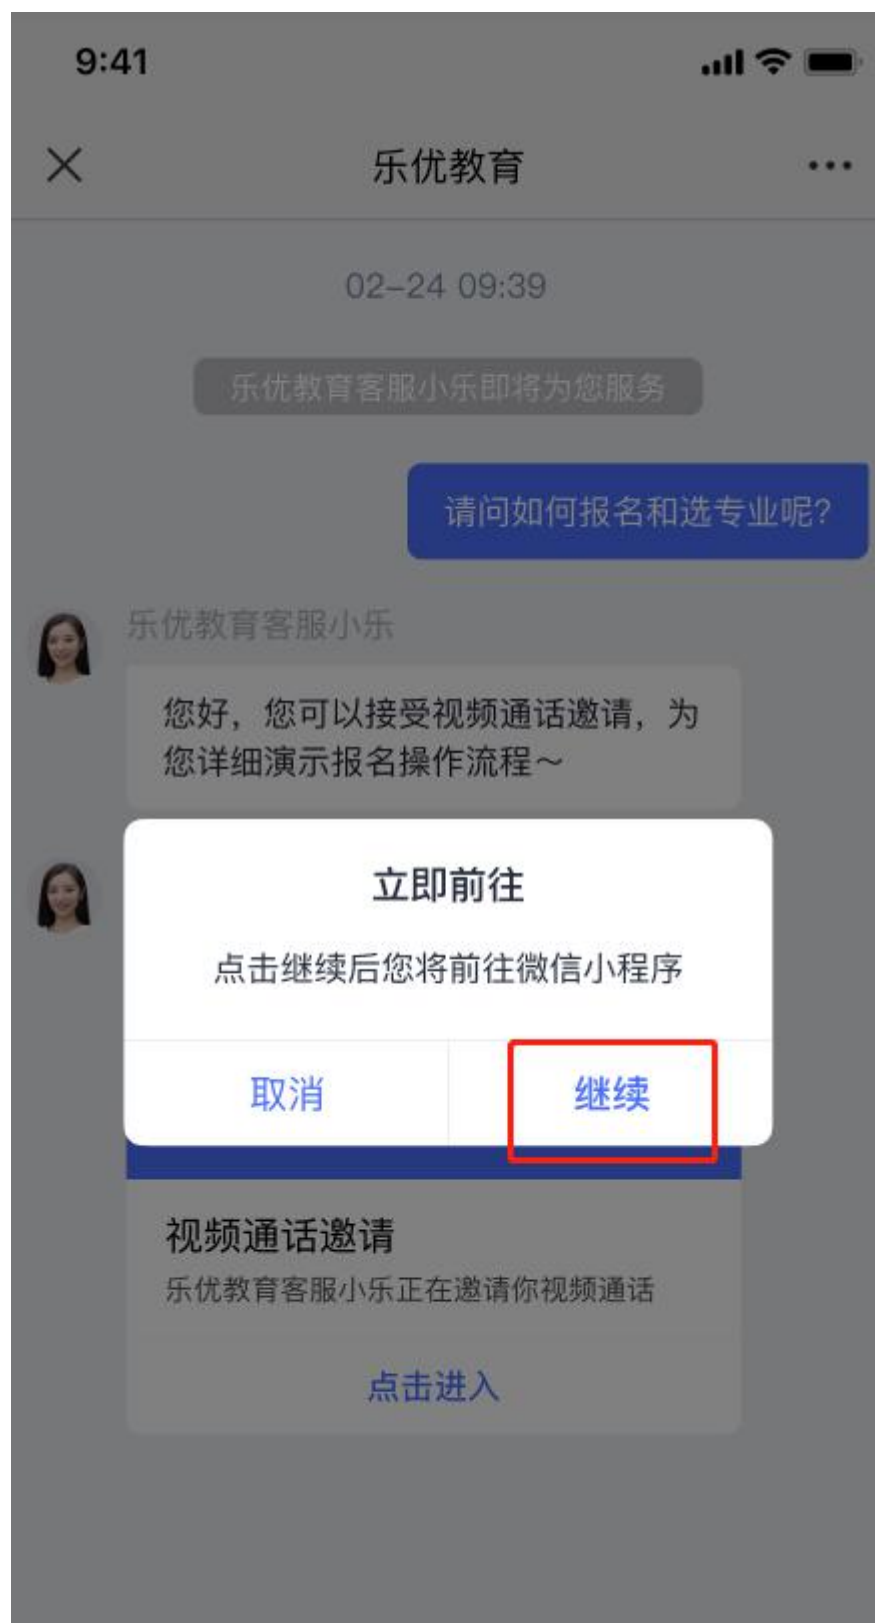 9:41
乐优教育
02-24 09:39
乐优教育客服小乐即将为您服务
请问如何报名和选专业呢?
乐优教育客服小乐
您好，您可以接受视频通话邀请，为
您详细演示报名操作流程～
立即前往
点击继续后您将前往微信小程序
取消
继续
视频通话邀请
乐优教育客服小乐正在邀请你视频通话
点击进入